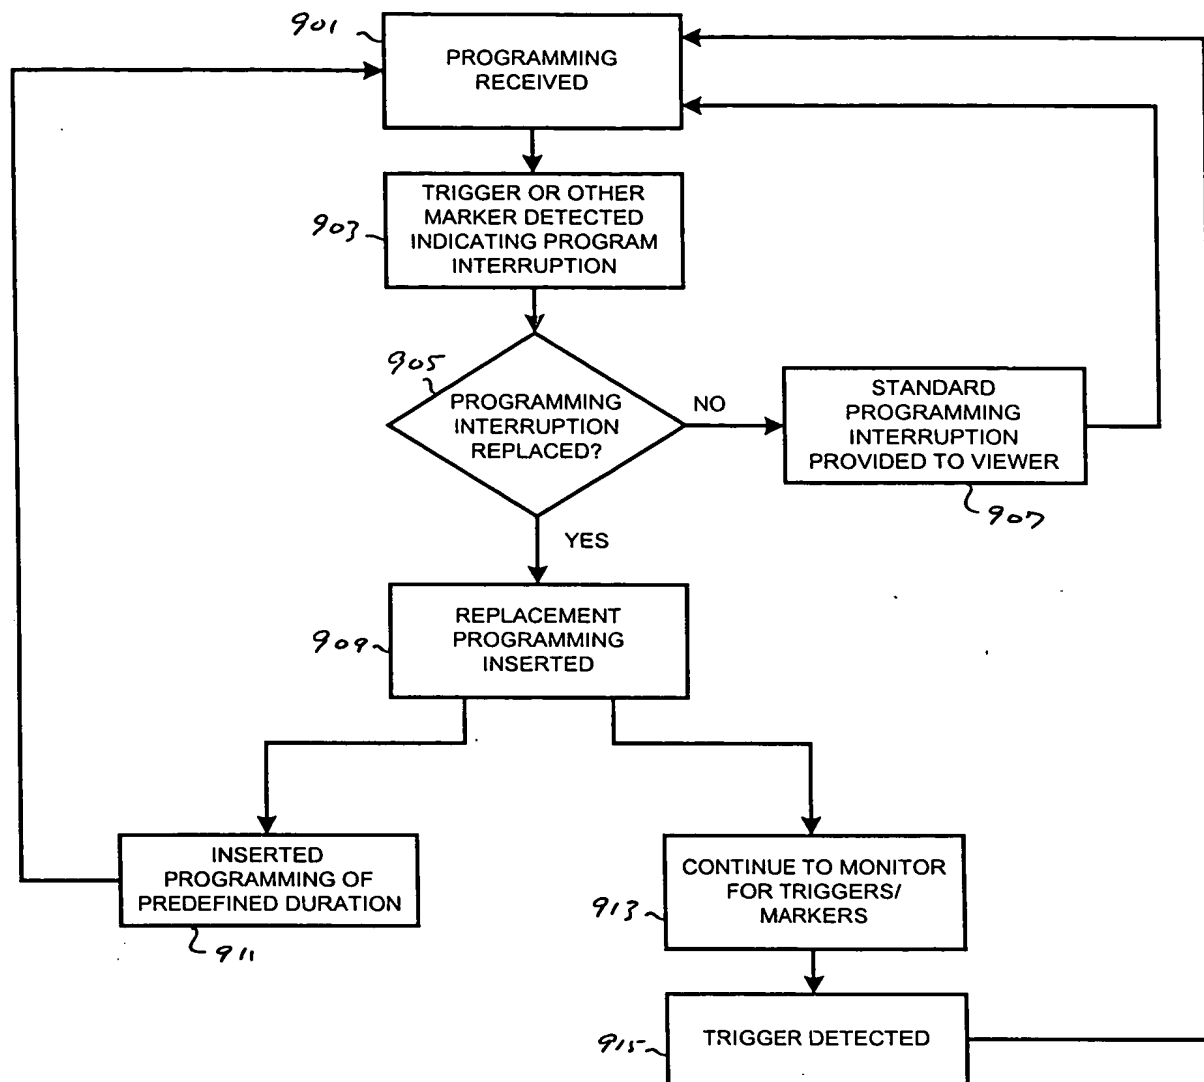 901
PROGRAMMING
RECEIVED
903
TRIGGER OR OTHER
MARKER DETECTED
INDICATING PROGRAM
INTERRUPTION
905
PROGRAMMING
INTERRUPTION
REPLACED?
NO
STANDARD
PROGRAMMING
INTERRUPTION
PROVIDED TO VIEWER
907
YES
909
REPLACEMENT
PROGRAMMING
INSERTED
INSERTED
PROGRAMMING OF
PREDEFINED DURATION
911
913
CONTINUE TO MONITOR
FOR TRIGGERS/
MARKERS
915
TRIGGER DETECTED